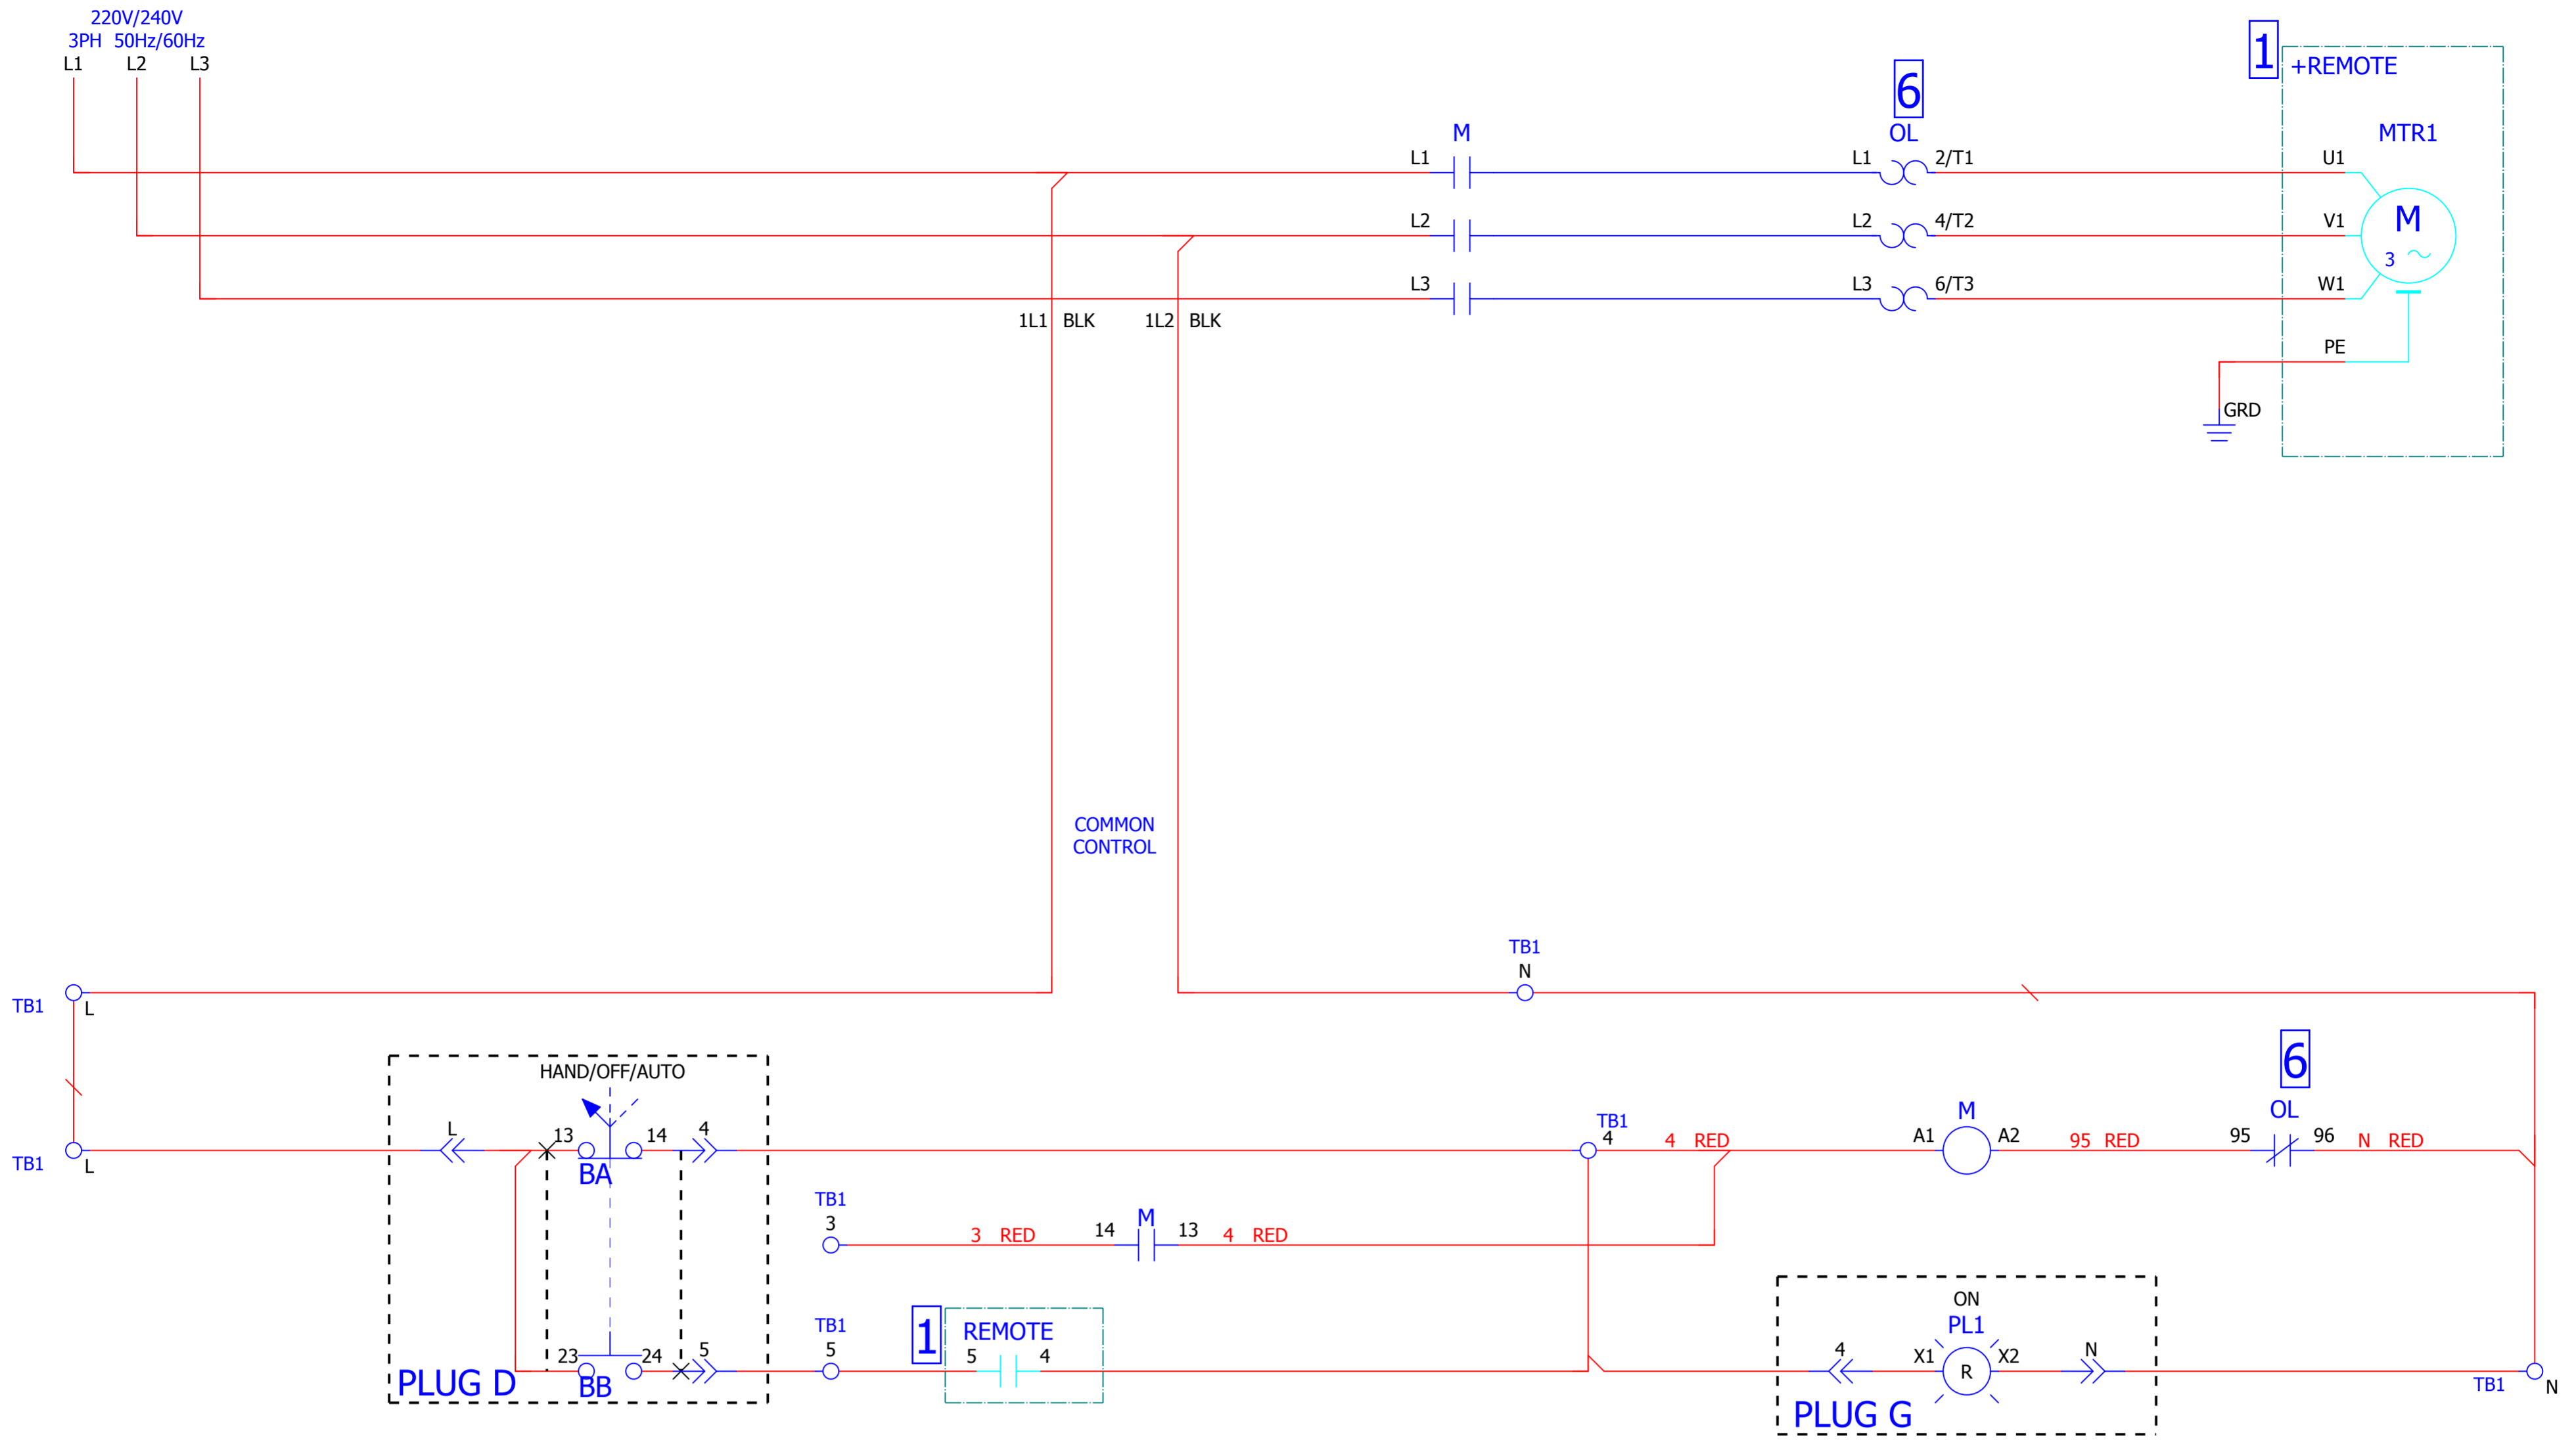 220V/240V
3PH 50Hz/60Hz
L1 L2 L3
1
+REMOTE
6
M
OL
MTR1
L1 L1 2/T1 U1
L2 L2 4/T2 V1
M
3
L3 L3 6/T3 W1
1L1 BLK 1L2 BLK
PE
GRD
COMMON
CONTROL
TB1
N
TB1
L
6
HAND/OFF/AUTO
TB1
L
L
13
14
4
BA
TB1
4
4 RED
M
A1 A2
95 RED
OL
95 96
N RED
TB1
3
3 RED
14
M
13
4 RED
23
24
5
BB
PLUG D
TB1
5
1
REMOTE
5 4
ON
PL1
4
X1
R
X2
N
PLUG G
TB1
N